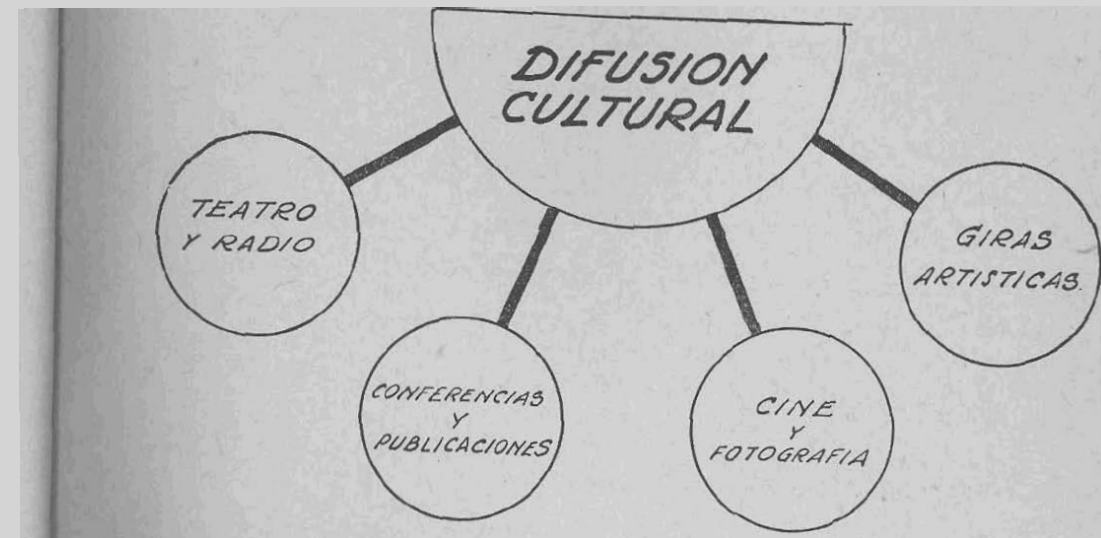 DIFUSION
CULTURAL
TEATRO
Y RADIO
CONFERENCIAS
Y
PUBLICACIONES
CINE
Y
FOTOGRAFIA
GIRAS
ARTISTICAS.